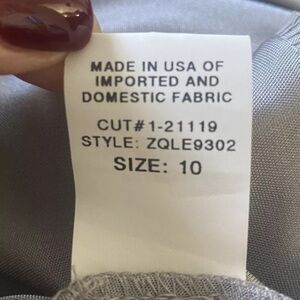 MADE IN USA OF
IMPORTED AND
DOMESTIC FABRIC
CUT#1-21119
STYLE: ZQLE9302
SIZE: 10